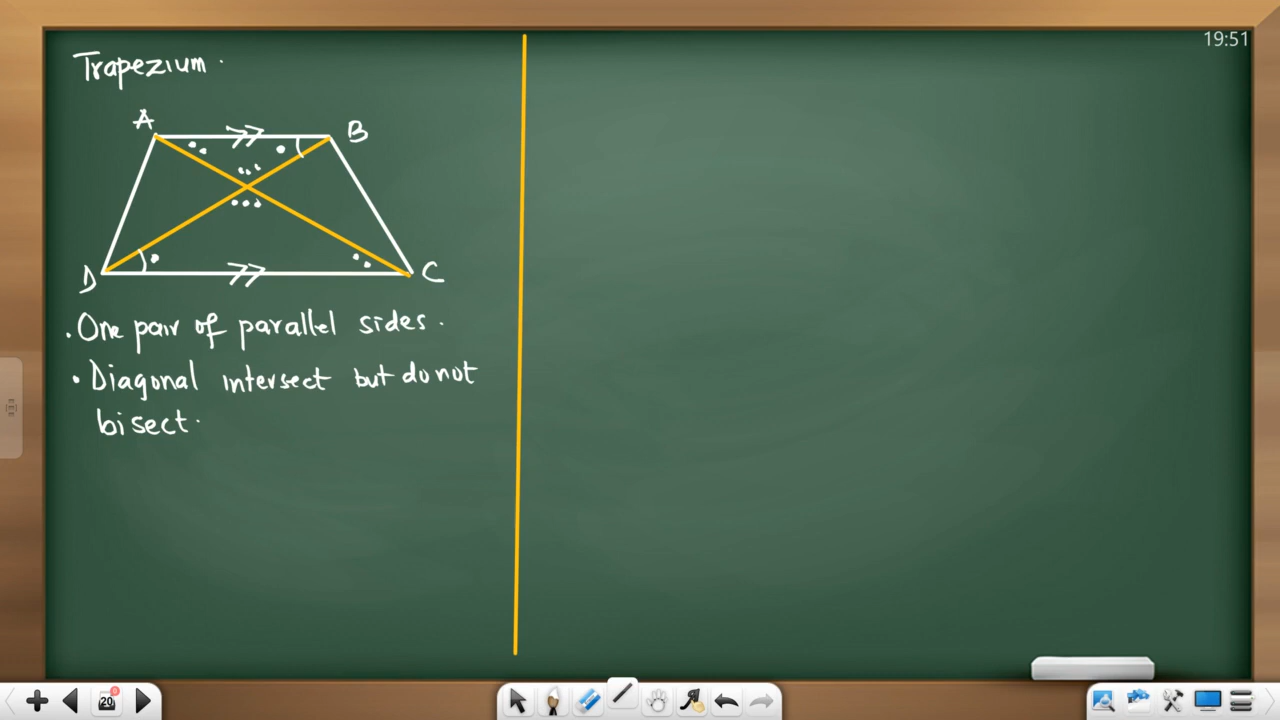 19:51
Trapezium.
A
B
D
C
. One pair of parallel sides.
• Diagonal intersect but do not
bisect.
20